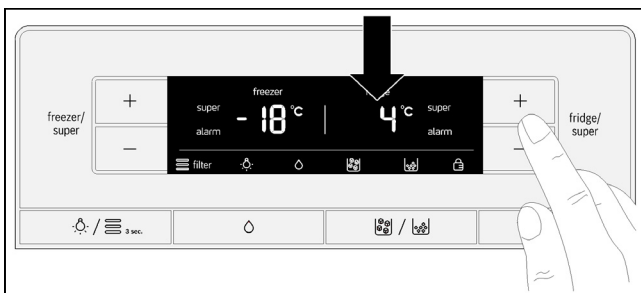 freezer
super
- 18 °C
alarm
4 °C
super
alarm
filter
freezer/
super
+
−
+
−
fridge/
super
/
3 sec.
/